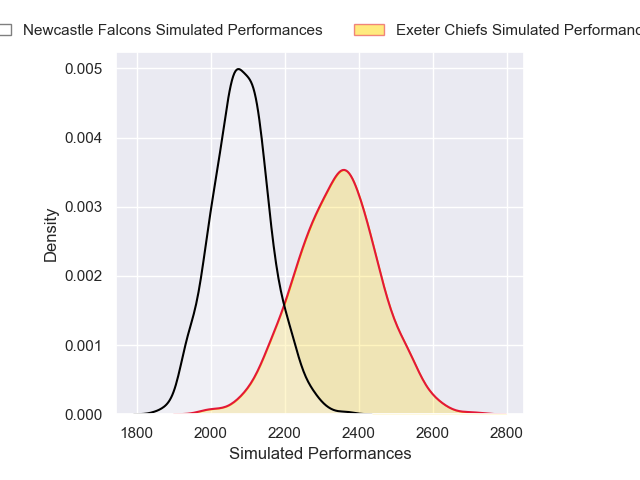 Newcastle Falcons Simulated Performances
Exeter Chiefs Simulated Performanc
0.005
0.004
0.003
0.002
0.001
0.000
Density
1800 2000 2200 2400 2600 2800
Simulated Performances